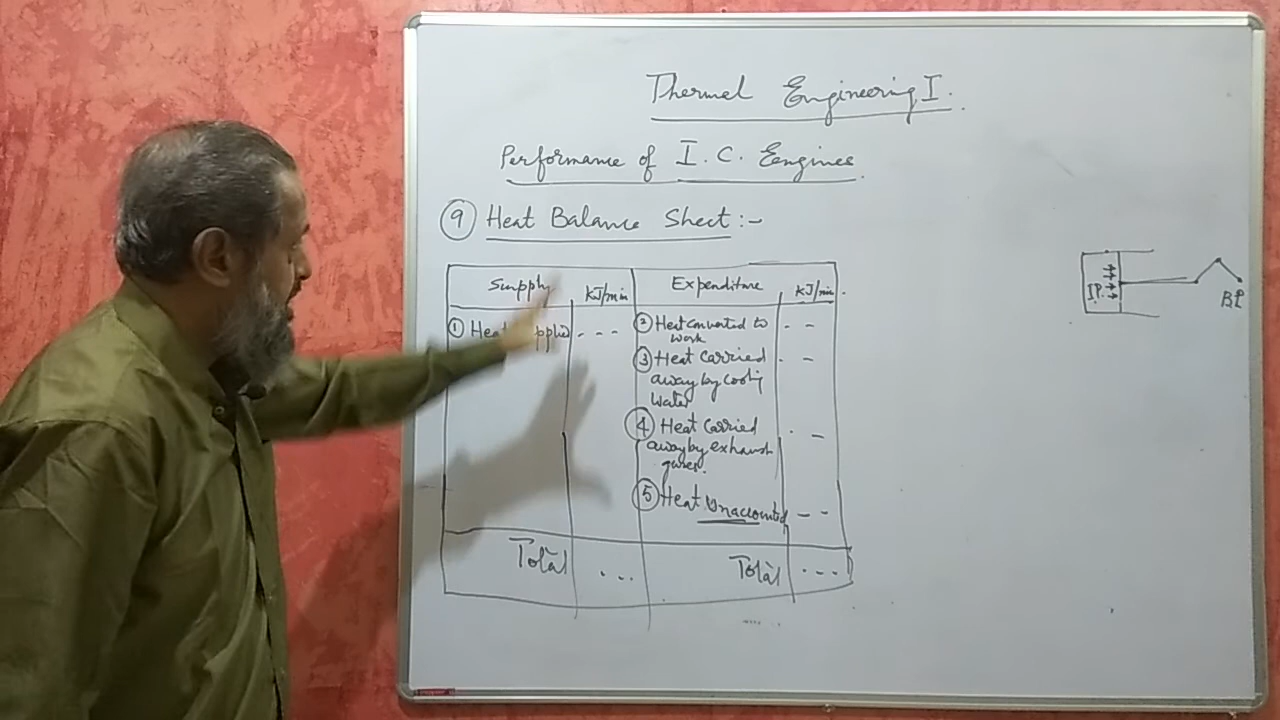 Thermal Engineering I.
Performance of I.C. Eengines
9 Heat Balance Sheet :-
Supply KJ/min Expenditure KJ/min
1 Heat - - - 2 Heat converted to - -
work
3 Heat Carried - -
away by cooling
water
4 Heat Carried - -
away by exhaust
gases.
5 Heat Unaccounted - -
Total ... Total ...
I.P.
BP